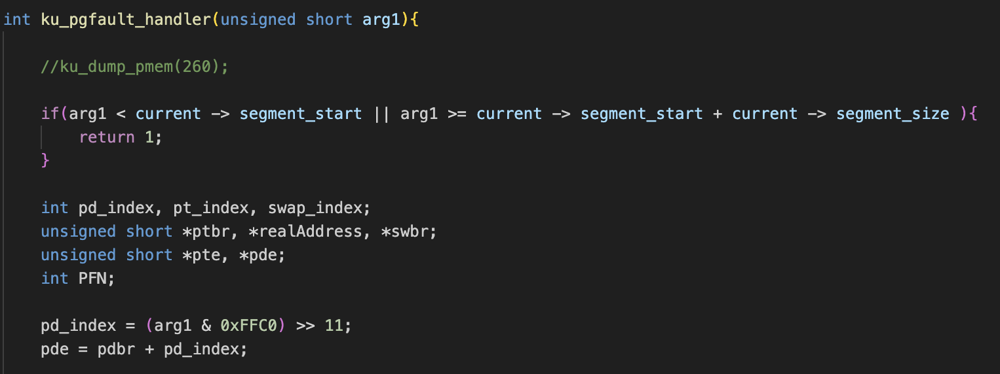 int ku_pgfault_handler(unsigned short arg1){
//ku_dump_pmem(260);
if(arg1 < current -> segment_start || arg1 >= current -> segment_start + current -> segment_size ){
return 1;
}
int pd_index, pt_index, swap_index;
unsigned short *ptbr, *realAddress, *swbr;
unsigned short *pte, *pde;
int PFN;
pd_index = (arg1 & 0xFFC0) >> 11;
pde = pdbr + pd_index;